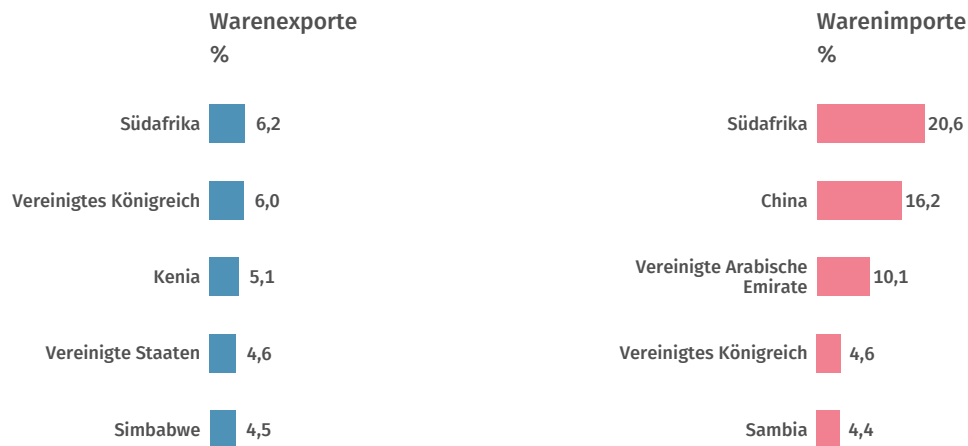 Warenexporte
%
Südafrika 6,2
Vereinigtes Königreich 6,0
Kenia 5,1
Vereinigte Staaten 4,6
Simbabwe 4,5
Warenimporte
%
Südafrika 20,6
China 16,2
Vereinigte Arabische
Emirate 10,1
Vereinigtes Königreich 4,6
Sambia 4,4